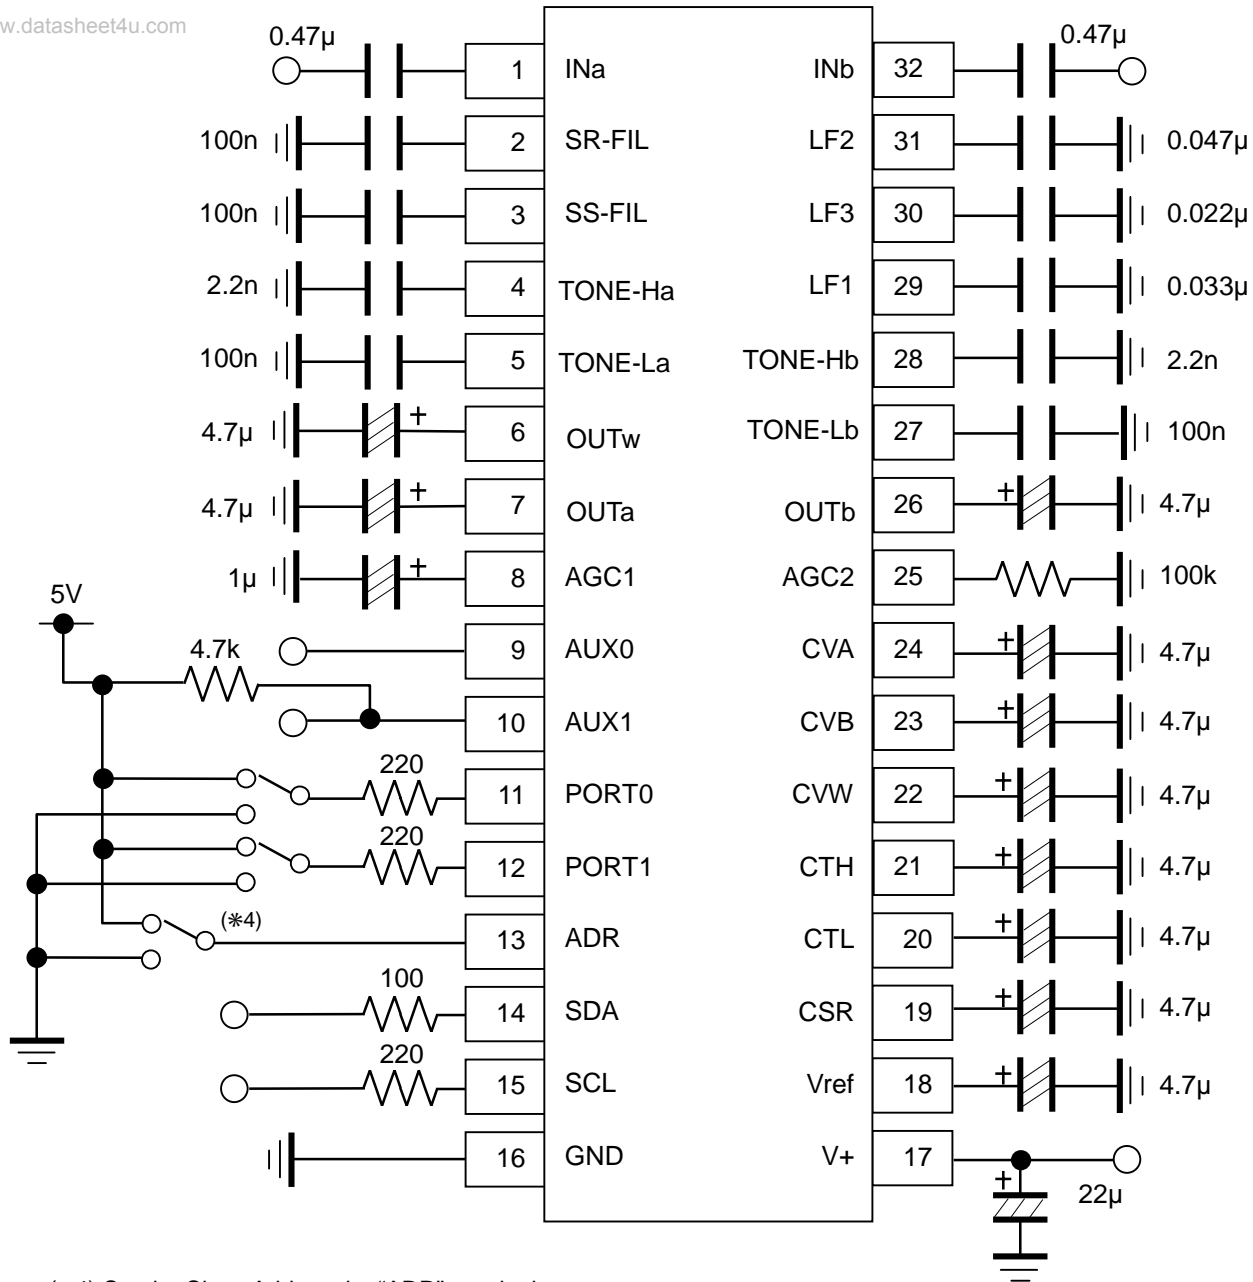 w.datasheet4u.com
0.47µ 1 INa INb 32 0.47µ
100n 2 SR-FIL LF2 31 0.047µ
100n 3 SS-FIL LF3 30 0.022µ
2.2n 4 TONE-Ha LF1 29 0.033µ
100n 5 TONE-La TONE-Hb 28 2.2n
4.7µ + 6 OUTw TONE-Lb 27 100n
4.7µ + 7 OUTa OUTb 26 + 4.7µ
1µ + 8 AGC1 AGC2 25 100k
5V
4.7k 9 AUX0 CVA 24 + 4.7µ
10 AUX1 CVB 23 + 4.7µ
220 11 PORT0 CVW 22 + 4.7µ
220 12 PORT1 CTH 21 + 4.7µ
(※4) 13 ADR CTL 20 + 4.7µ
100 14 SDA CSR 19 + 4.7µ
220 15 SCL Vref 18 + 4.7µ
16 GND V+ 17
+ 22µ